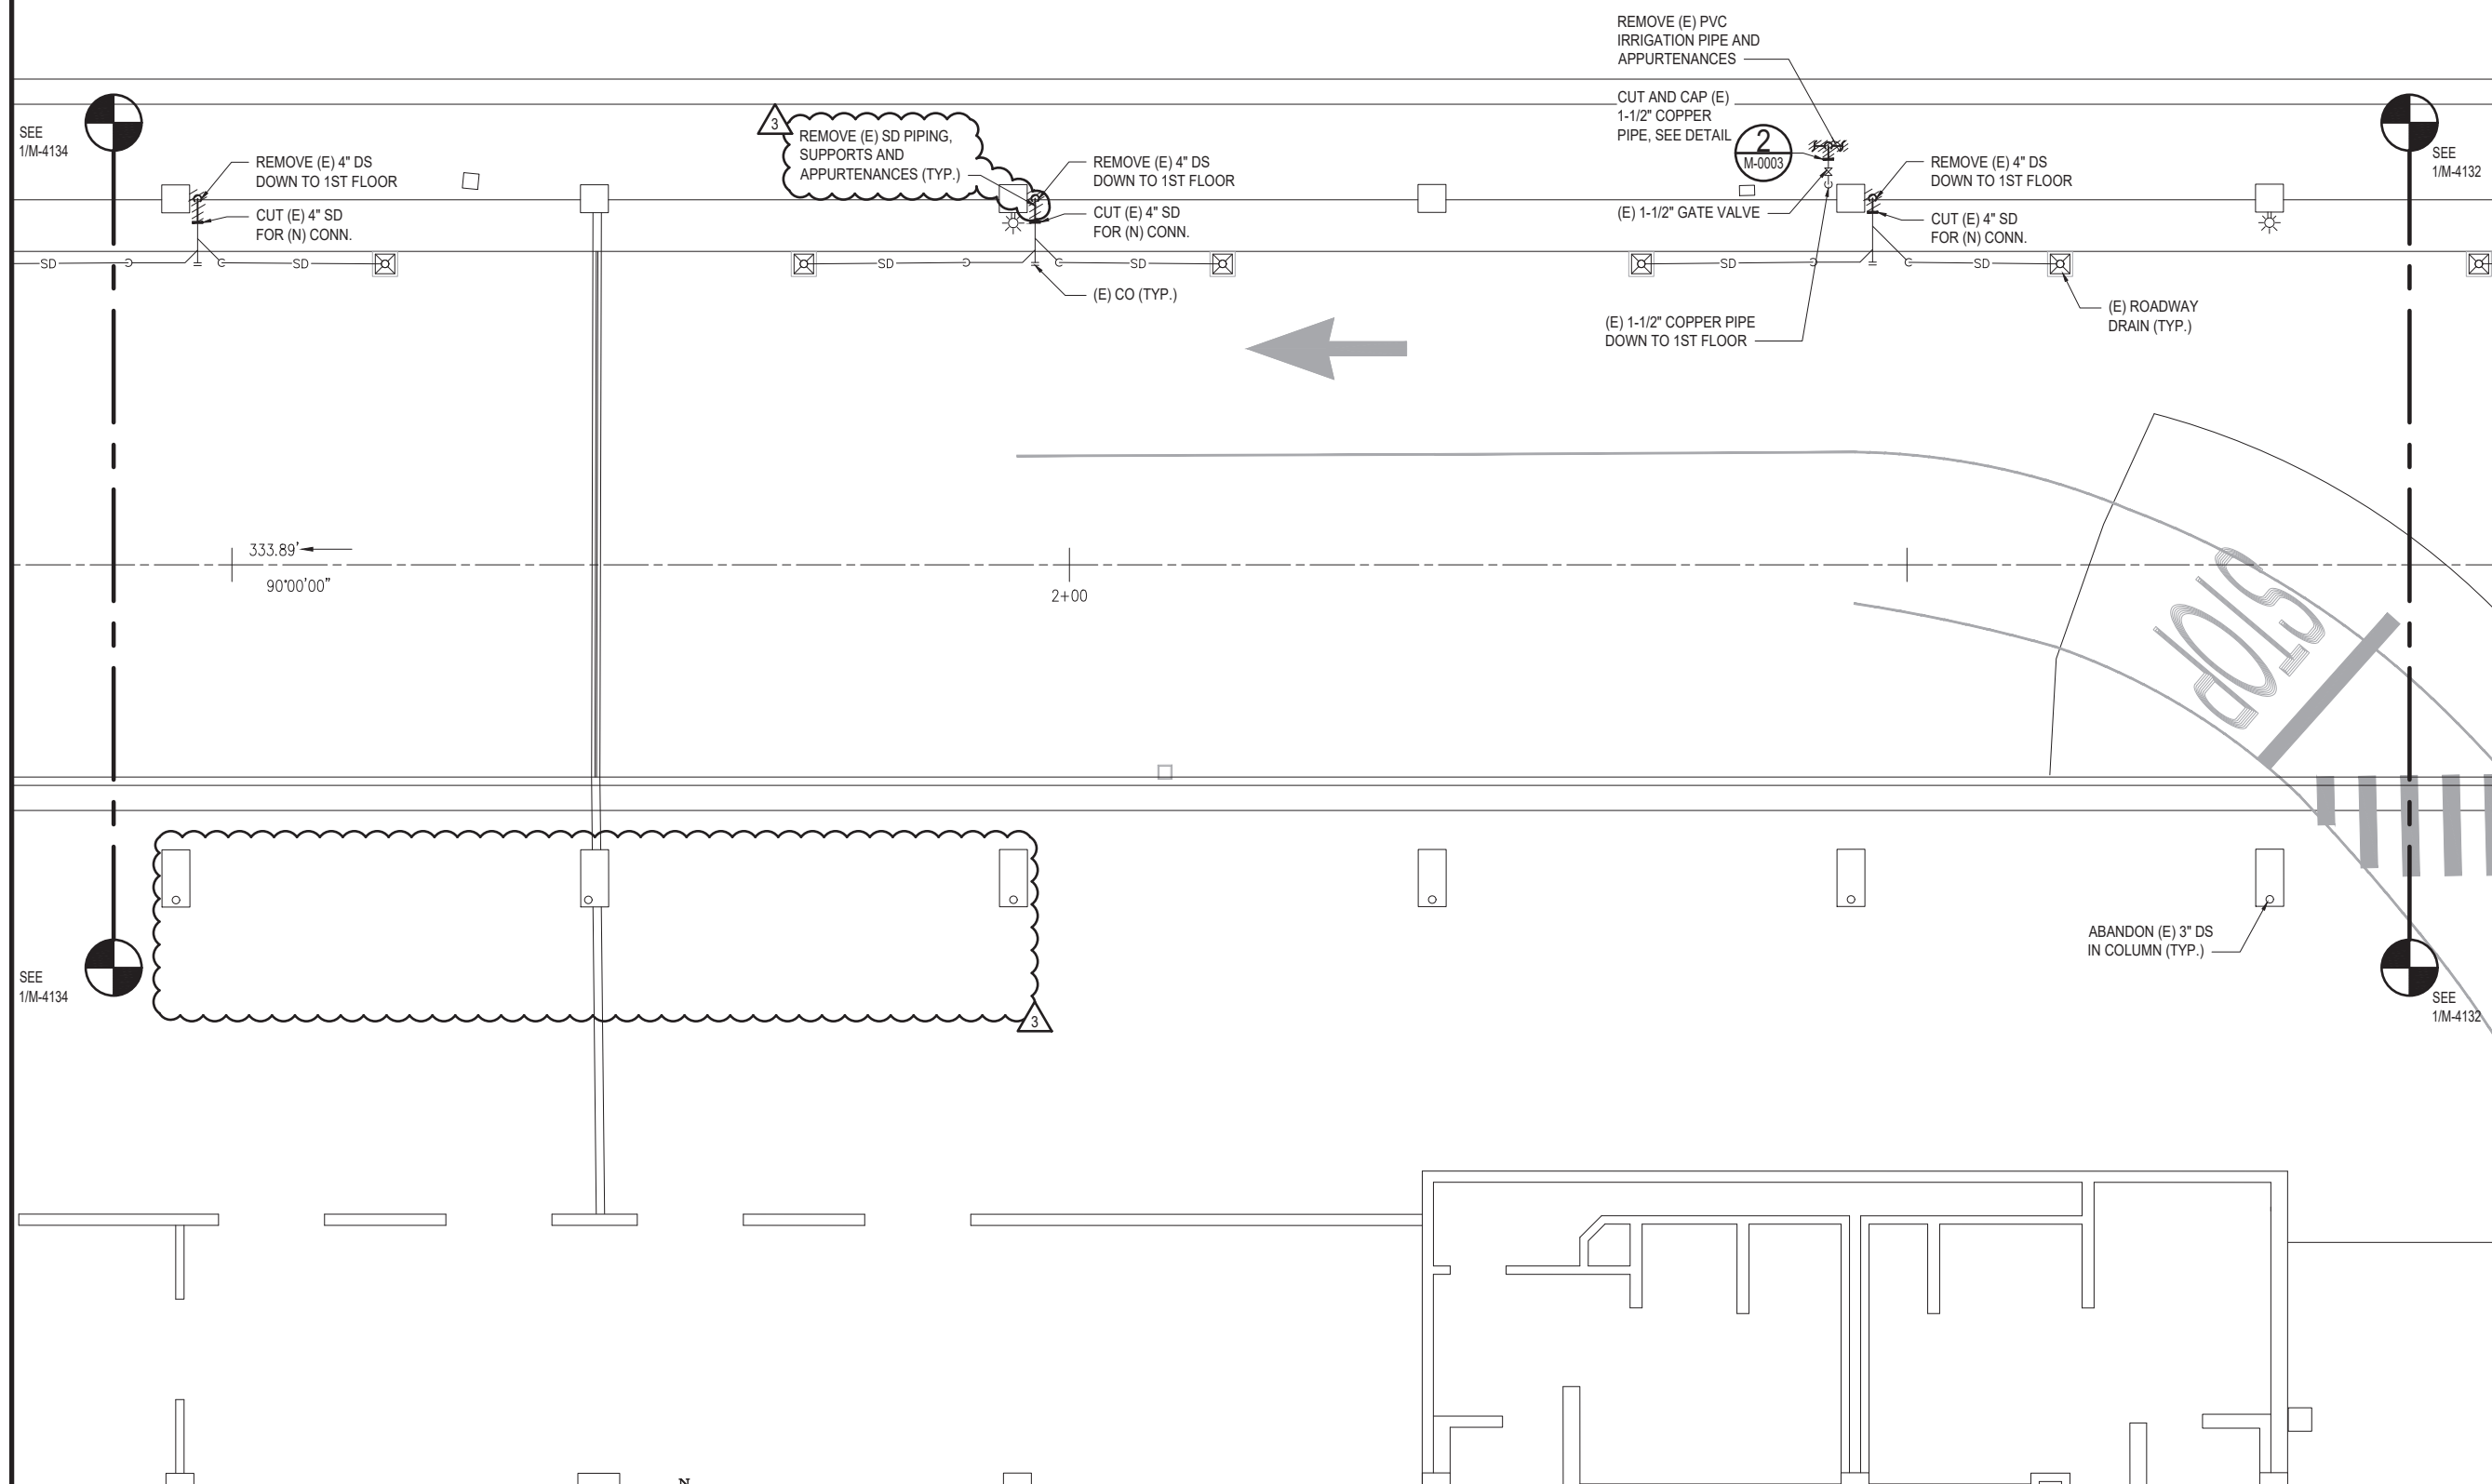 REMOVE (E) PVC
IRRIGATION PIPE AND
APPURTENANCES
CUT AND CAP (E)
1-1/2" COPPER
PIPE, SEE DETAIL
2
M-0003
SEE
1/M-4134
REMOVE (E) 4" DS
DOWN TO 1ST FLOOR
CUT (E) 4" SD
FOR (N) CONN.
3
REMOVE (E) SD PIPING,
SUPPORTS AND
APPURTENANCES (TYP.)
REMOVE (E) 4" DS
DOWN TO 1ST FLOOR
CUT (E) 4" SD
FOR (N) CONN.
(E) 1-1/2" GATE VALVE
REMOVE (E) 4" DS
DOWN TO 1ST FLOOR
CUT (E) 4" SD
FOR (N) CONN.
SEE
1/M-4132
SD
SD
SD
SD
SD
SD
(E) CO (TYP.)
(E) 1-1/2" COPPER PIPE
DOWN TO 1ST FLOOR
(E) ROADWAY
DRAIN (TYP.)
333.89'
90°00'00"
2+00
STOP
ABANDON (E) 3" DS
IN COLUMN (TYP.)
SEE
1/M-4134
3
SEE
1/M-4132
N